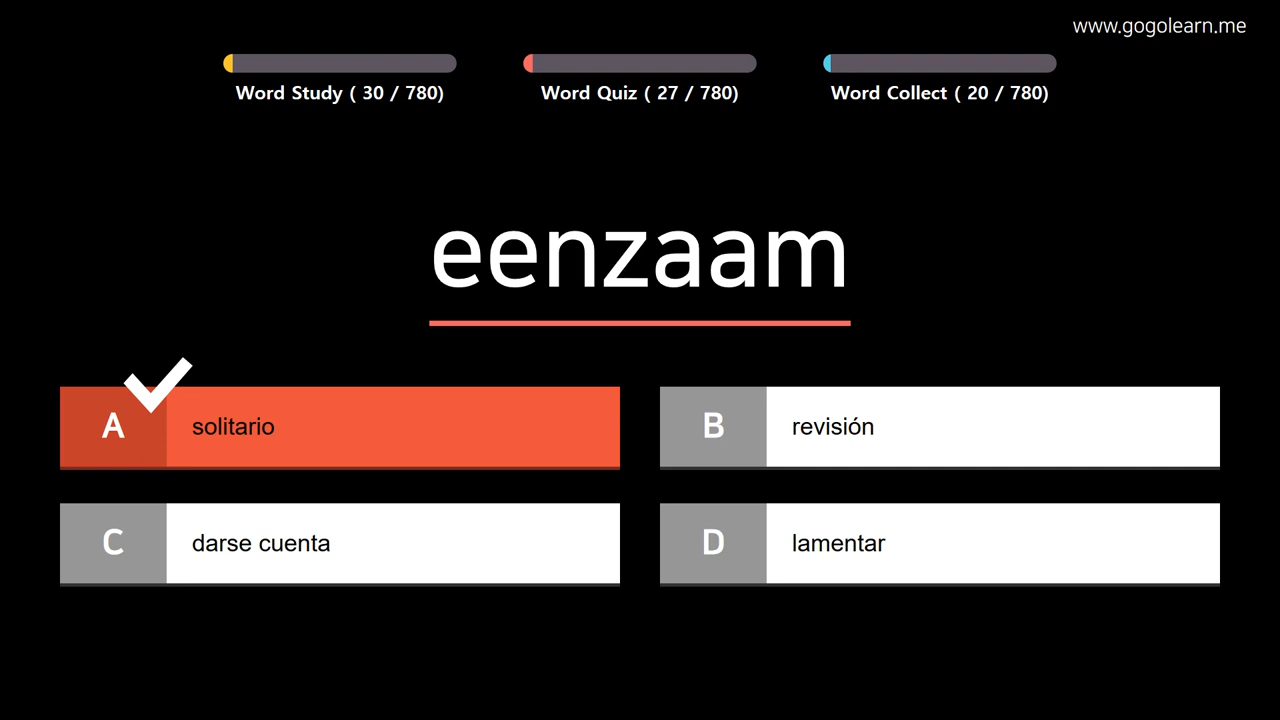 www.gogolearn.me
Word Study ( 30 / 780)
Word Quiz ( 27 / 780)
Word Collect ( 20 / 780)
eenzaam
A
solitario
B
revisión
C
darse cuenta
D
lamentar